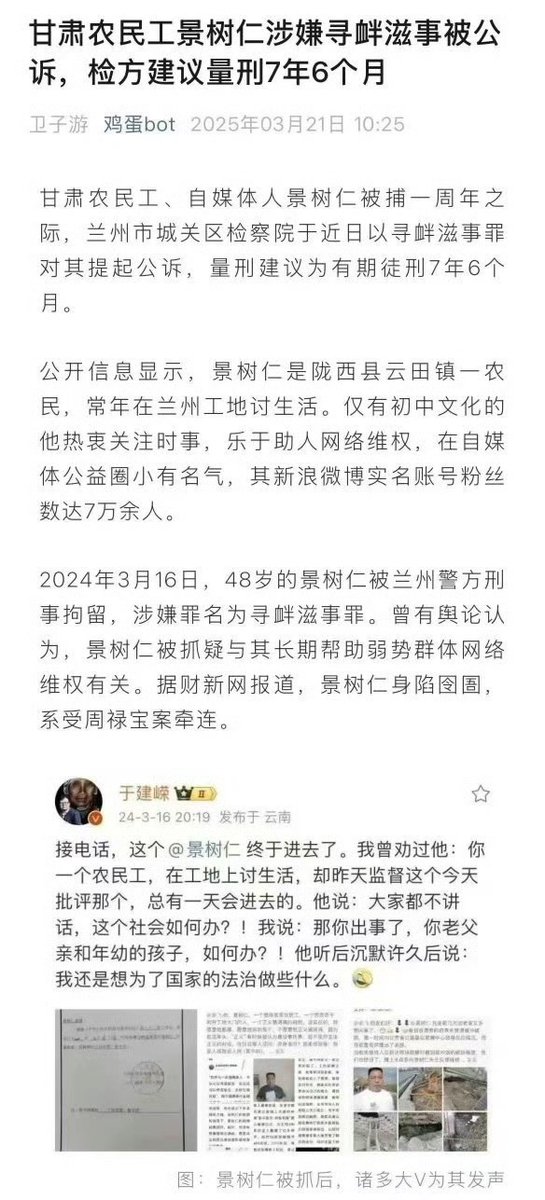 甘肃农民工景树仁涉嫌寻衅滋事被公
诉，检方建议量刑7年6个月
卫子游 鸡蛋bot 2025年03月21日 10:25
甘肃农民工、自媒体人景树仁被捕一周年之
际，兰州市城关区检察院于近日以寻衅滋事罪
对其提起公诉，量刑建议为有期徒刑7年6个
月。
公开信息显示，景树仁是陇西县云田镇一农
民，常年在兰州工地讨生活。仅有初中文化的
他热衷关注时事，乐于助人网络维权，在自媒
体公益圈小有名气，其新浪微博实名账号粉丝
数达7万余人。
2024年3月16日，48岁的景树仁被兰州警方刑
事拘留，涉嫌罪名为寻衅滋事罪。曾有舆论认
为，景树仁被抓疑与其长期帮助弱势群体网络
维权有关。据财新网报道，景树仁身陷囹圄，
系受周禄宝案牵连。
于建嵘
24-3-16 20:19 发布于 云南
接电话，这个@景树仁 终于进去了。我曾劝过他：你
一个农民工，在工地上讨生活，却昨天监督这个今天
批评那个，总有一天会进去的。他说：大家都不讲
话，这个社会如何办？！我说：那你出事了，你老父
亲和年幼的孩子，如何办？！他听后沉默许久后说：
我还是想为了国家的法治做些什么。
图：景树仁被抓后，诸多大V为其发声